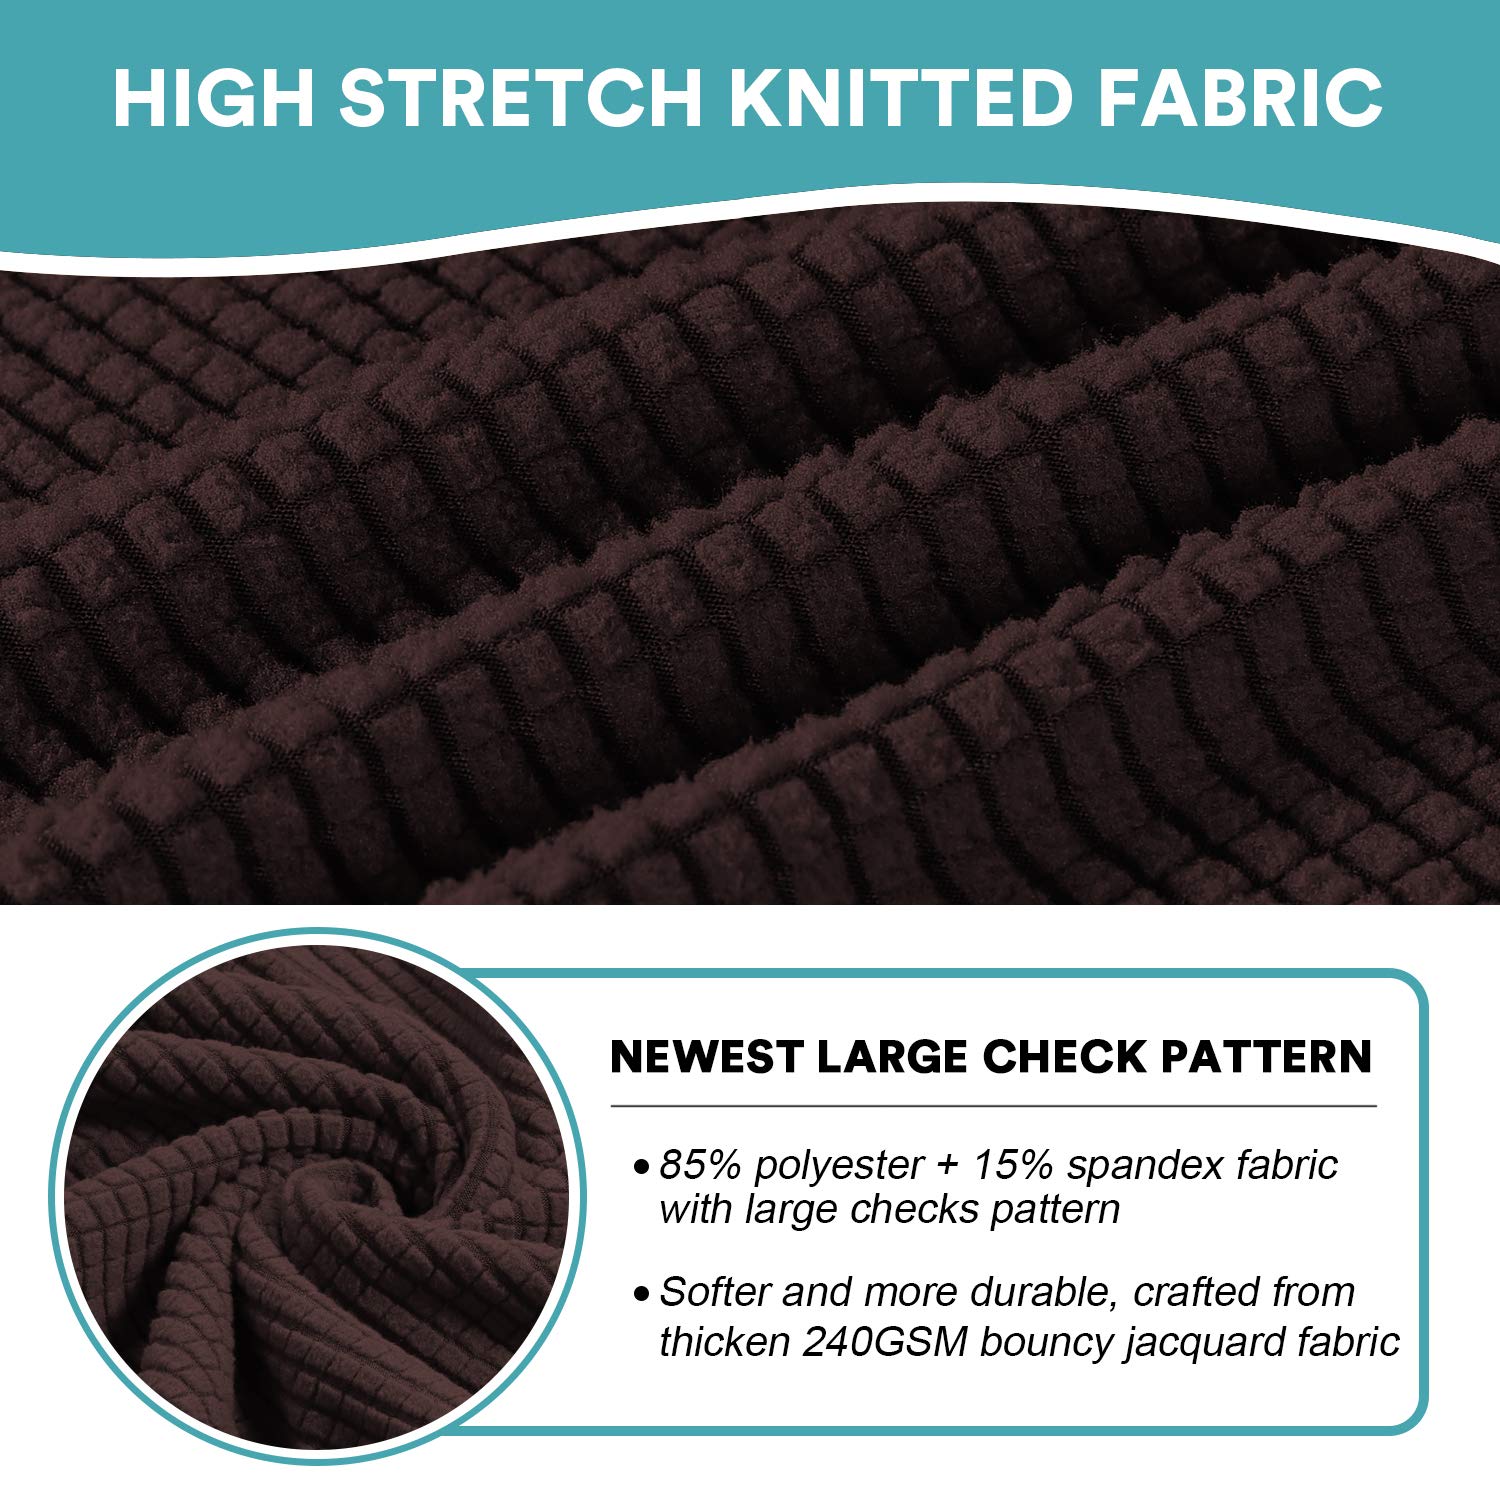 HIGH STRETCH KNITTED FABRIC
NEWEST LARGE CHECK PATTERN
• 85% polyester + 15% spandex fabric
with large checks pattern
• Softer and more durable, crafted from
thicken 240GSM bouncy jacquard fabric